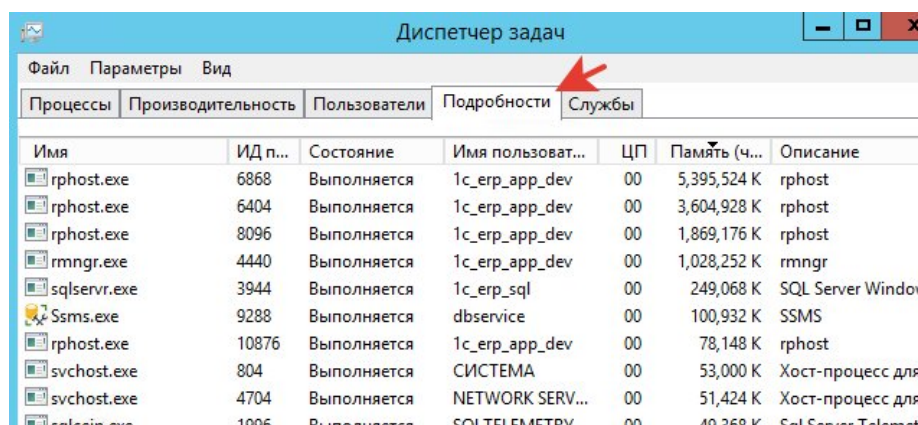 Диспетчер задач
Файл Параметры Вид
Процессы Производительность Пользователи Подробности Службы
Имя ИД п... Состояние Имя пользоват... ЦП Память (ч... Описание
rphost.exe 6868 Выполняется 1c_erp_app_dev 00 5,395,524 K rphost
rphost.exe 6404 Выполняется 1c_erp_app_dev 00 3,604,928 K rphost
rphost.exe 8096 Выполняется 1c_erp_app_dev 00 1,869,176 K rphost
rmngr.exe 4440 Выполняется 1c_erp_app_dev 00 1,028,252 K rmngr
sqlservr.exe 3944 Выполняется 1c_erp_sql 00 249,068 K SQL Server Window
Ssms.exe 9288 Выполняется dbservice 00 100,932 K SSMS
rphost.exe 10876 Выполняется 1c_erp_app_dev 00 78,148 K rphost
svchost.exe 804 Выполняется СИСТЕМА 00 53,000 K Хост-процесс для
svchost.exe 4704 Выполняется NETWORK SERV... 00 51,424 K Хост-процесс для